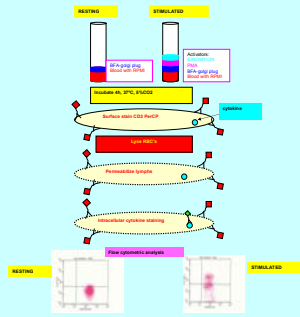 RESTING
STIMULATED
Activators:
PMA
BFA-golgi plug
Blood with RPMI
BFA-golgi plug
Blood with RPMI
Incubate 4h, 37°C, 5%CO2
cytokine
Surface stain CD2 PerCP
Lyse RBC's
Permeabilize lymphs
Intracellular cytokine staining
Flow cytometric analysis
RESTING
STIMULATED